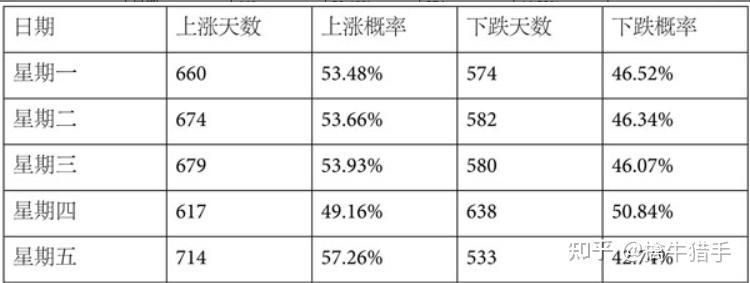 日期 上涨天数 上涨概率 下跌天数 下跌概率
星期一 660 53.48% 574 46.52%
星期二 674 53.66% 582 46.34%
星期三 679 53.93% 580 46.07%
星期四 617 49.16% 638 50.84%
星期五 714 57.26% 533 42.74%
知乎 @擒牛猎手